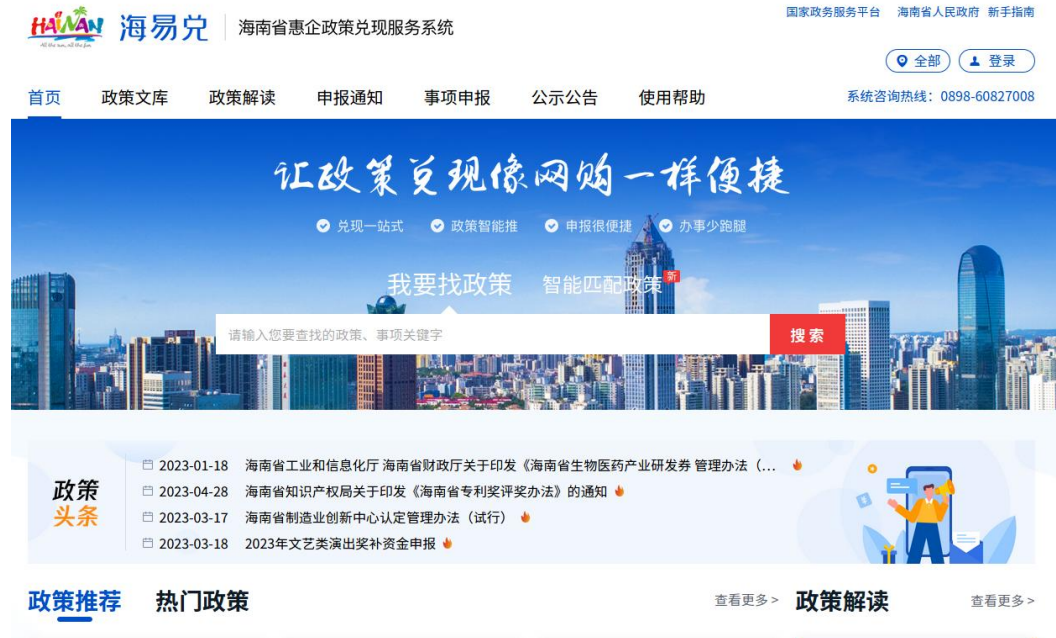 国家政务服务平台 海南省人民政府 新手指南
HAINAN 海易兑 海南省惠企政策兑现服务系统
全部 登录
首页 政策文库 政策解读 申报通知 事项申报 公示公告 使用帮助 系统咨询热线：0898-60827008
让政策兑现像网购一样便捷
兑现一站式 政策智能推 申报很便捷 办事少跑腿
我要找政策 智能匹配政策 新
请输入您要查找的政策、事项关键字 搜索
政策头条
2023-01-18 海南省工业和信息化厅 海南省财政厅关于印发《海南省生物医药产业研发券 管理办法（...
2023-04-28 海南省知识产权局关于印发《海南省专利奖评奖办法》的通知
2023-03-17 海南省制造业创新中心认定管理办法（试行）
2023-03-18 2023年文艺类演出奖补资金申报
政策推荐 热门政策 查看更多> 政策解读 查看更多>